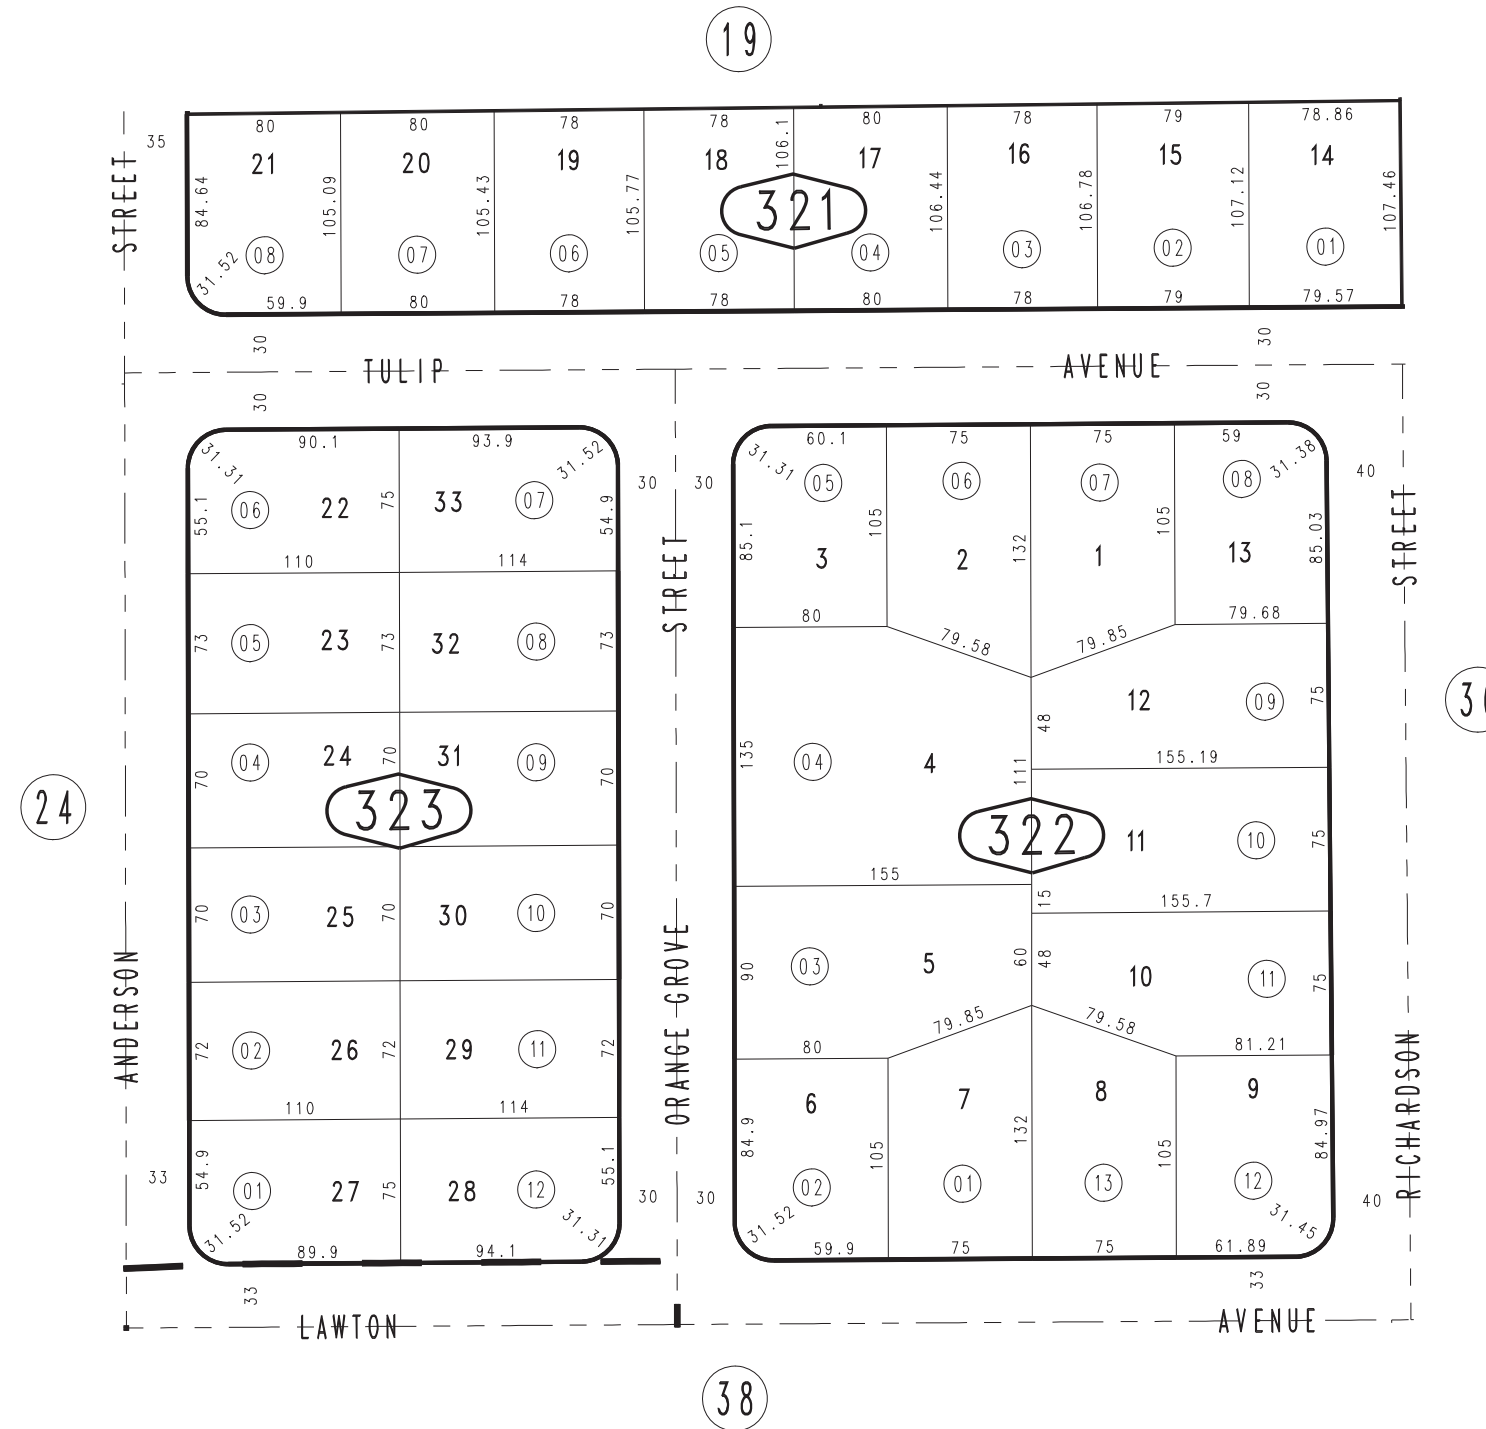 19
35
STREET
80 80 78 78 80 78 79 78.86
21 20 19 18 17 16 15 14
84.64 105.09 105.43 105.77 106.1 106.44 106.78 107.12 107.46
321
08 07 06 05 04 03 02 01
31.52
59.9 80 78 78 80 78 79 79.57
30 30
TULIP AVENUE
30 30
90.1 93.9
31.31 31.52
06 22 75 33 07
55.1 54.9
110 114
73 05 23 73 32 08 73
70 04 24 70 31 09 70
323
70 03 25 70 30 10 70
72 02 26 72 29 11 72
110 114
54.9 55.1
01 27 75 28 12
31.52 31.31
89.9 94.1
33
24
ANDERSON
33
30 30
STREET
ORANGE GROVE
30 30
60.1 75 75 59
31.31 31.38
05 06 07 08
85.1 105 132 105 85.03
3 2 1 13
80 79.58 79.85 79.68
12 09 75
48
135 04 4 111
155.19
322
11 10 75
155 15 155.7
90 03 5 60 48 10 11 75
79.85 79.58
80 81.21
6 7 8 9
84.9 105 132 105 84.97
02 01 13 12
31.52 31.45
59.9 75 75 61.89
33
40
STREET
RICHARDSON
40
LAWTON AVENUE
38